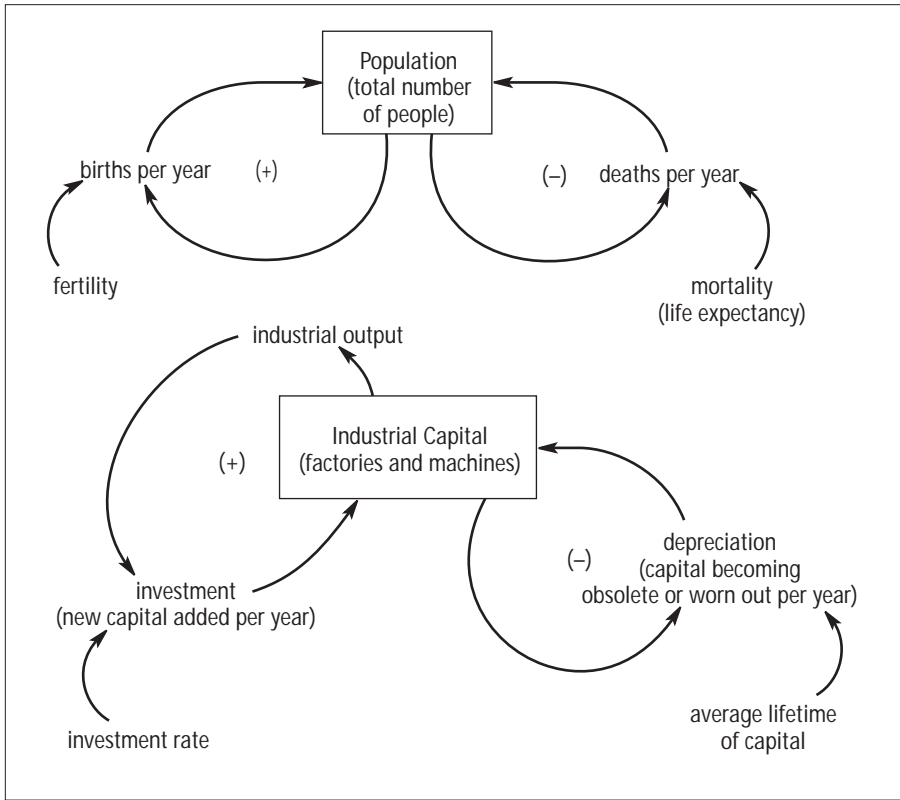 Population
(total number
of people)
births per year
(+)
(–)
deaths per year
fertility
mortality
(life expectancy)
industrial output
Industrial Capital
(factories and machines)
(+)
depreciation
(capital becoming
obsolete or worn out per year)
(–)
investment
(new capital added per year)
average lifetime
of capital
investment rate